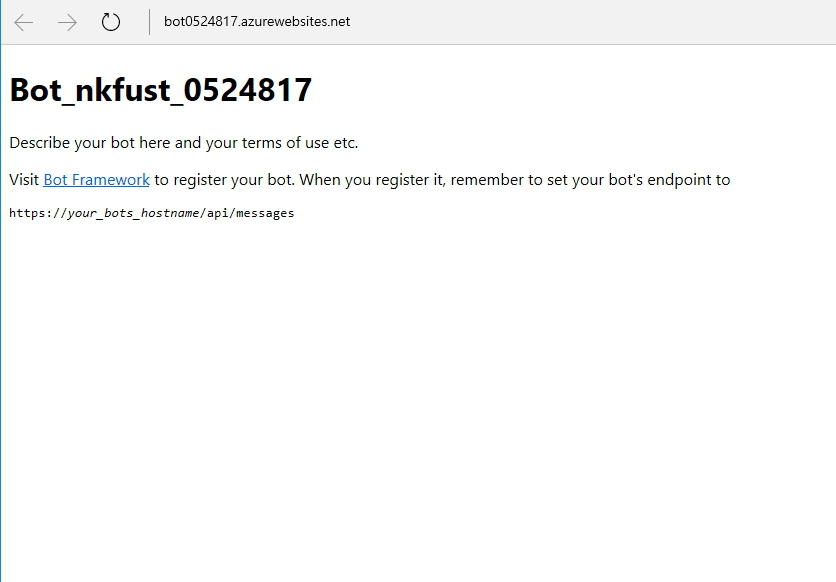 bot0524817.azurewebsites.net
Bot_nkfust_0524817
Describe your bot here and your terms of use etc.
Visit Bot Framework to register your bot. When you register it, remember to set your bot's endpoint to
https://your_bots_hostname/api/messages